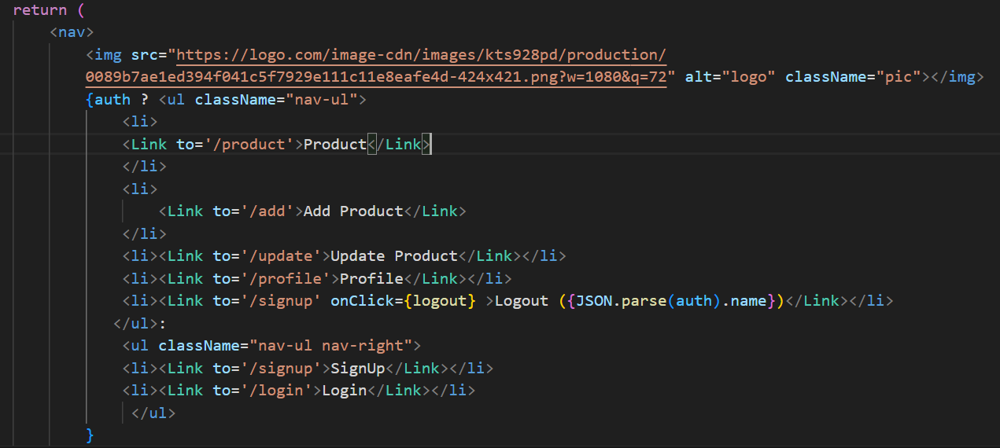 return (
<nav>
<img src="https://logo.com/image-cdn/images/kts928pd/production/
0089b7ae1ed394f041c5f7929e111c11e8eafe4d-424x421.png?w=1080&q=72" alt="logo" className="pic"></img>
{auth ? <ul className="nav-ul">
<li>
<Link to='/product'>Product</Link>
</li>
<li>
<Link to='/add'>Add Product</Link>
</li>
<li><Link to='/update'>Update Product</Link></li>
<li><Link to='/profile'>Profile</Link></li>
<li><Link to='/signup' onClick={logout} >Logout ({JSON.parse(auth).name})</Link></li>
</ul>:
<ul className="nav-ul nav-right">
<li><Link to='/signup'>SignUp</Link></li>
<li><Link to='/login'>Login</Link></li>
</ul>
}